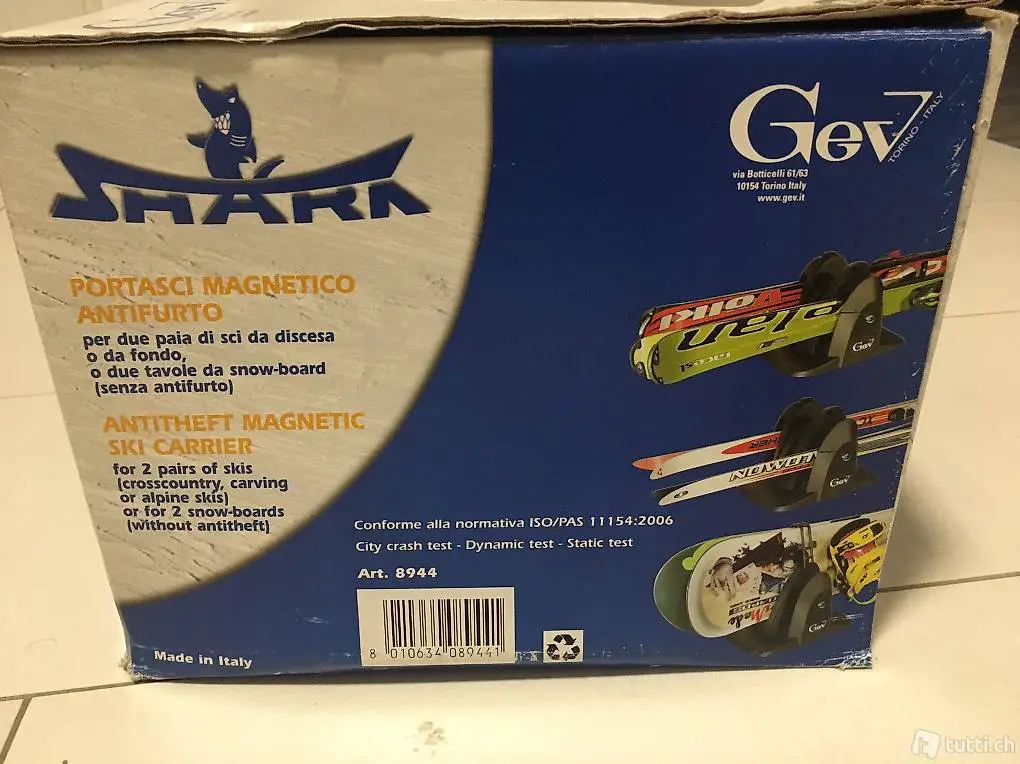 SHARK
PORTASCI MAGNETICO
ANTIFURTO
per due paia di sci da discesa
o da fondo,
o due tavole da snow-board
(senza antifurto)
ANTITHEFT MAGNETIC
SKI CARRIER
for 2 pairs of skis
(crosscountry, carving
or alpine skis)
or for 2 snow-boards
(without antitheft)
Made in Italy
Gev
TORINO - ITALY
via Botticelli 61/63
10154 Torino Italy
www.gev.it
Völkl
Gev
Gev
Gev
Conforme alla normativa ISO/PAS 11154:2006
City crash test - Dynamic test - Static test
Art. 8944
8 010634 089441
tutti.ch